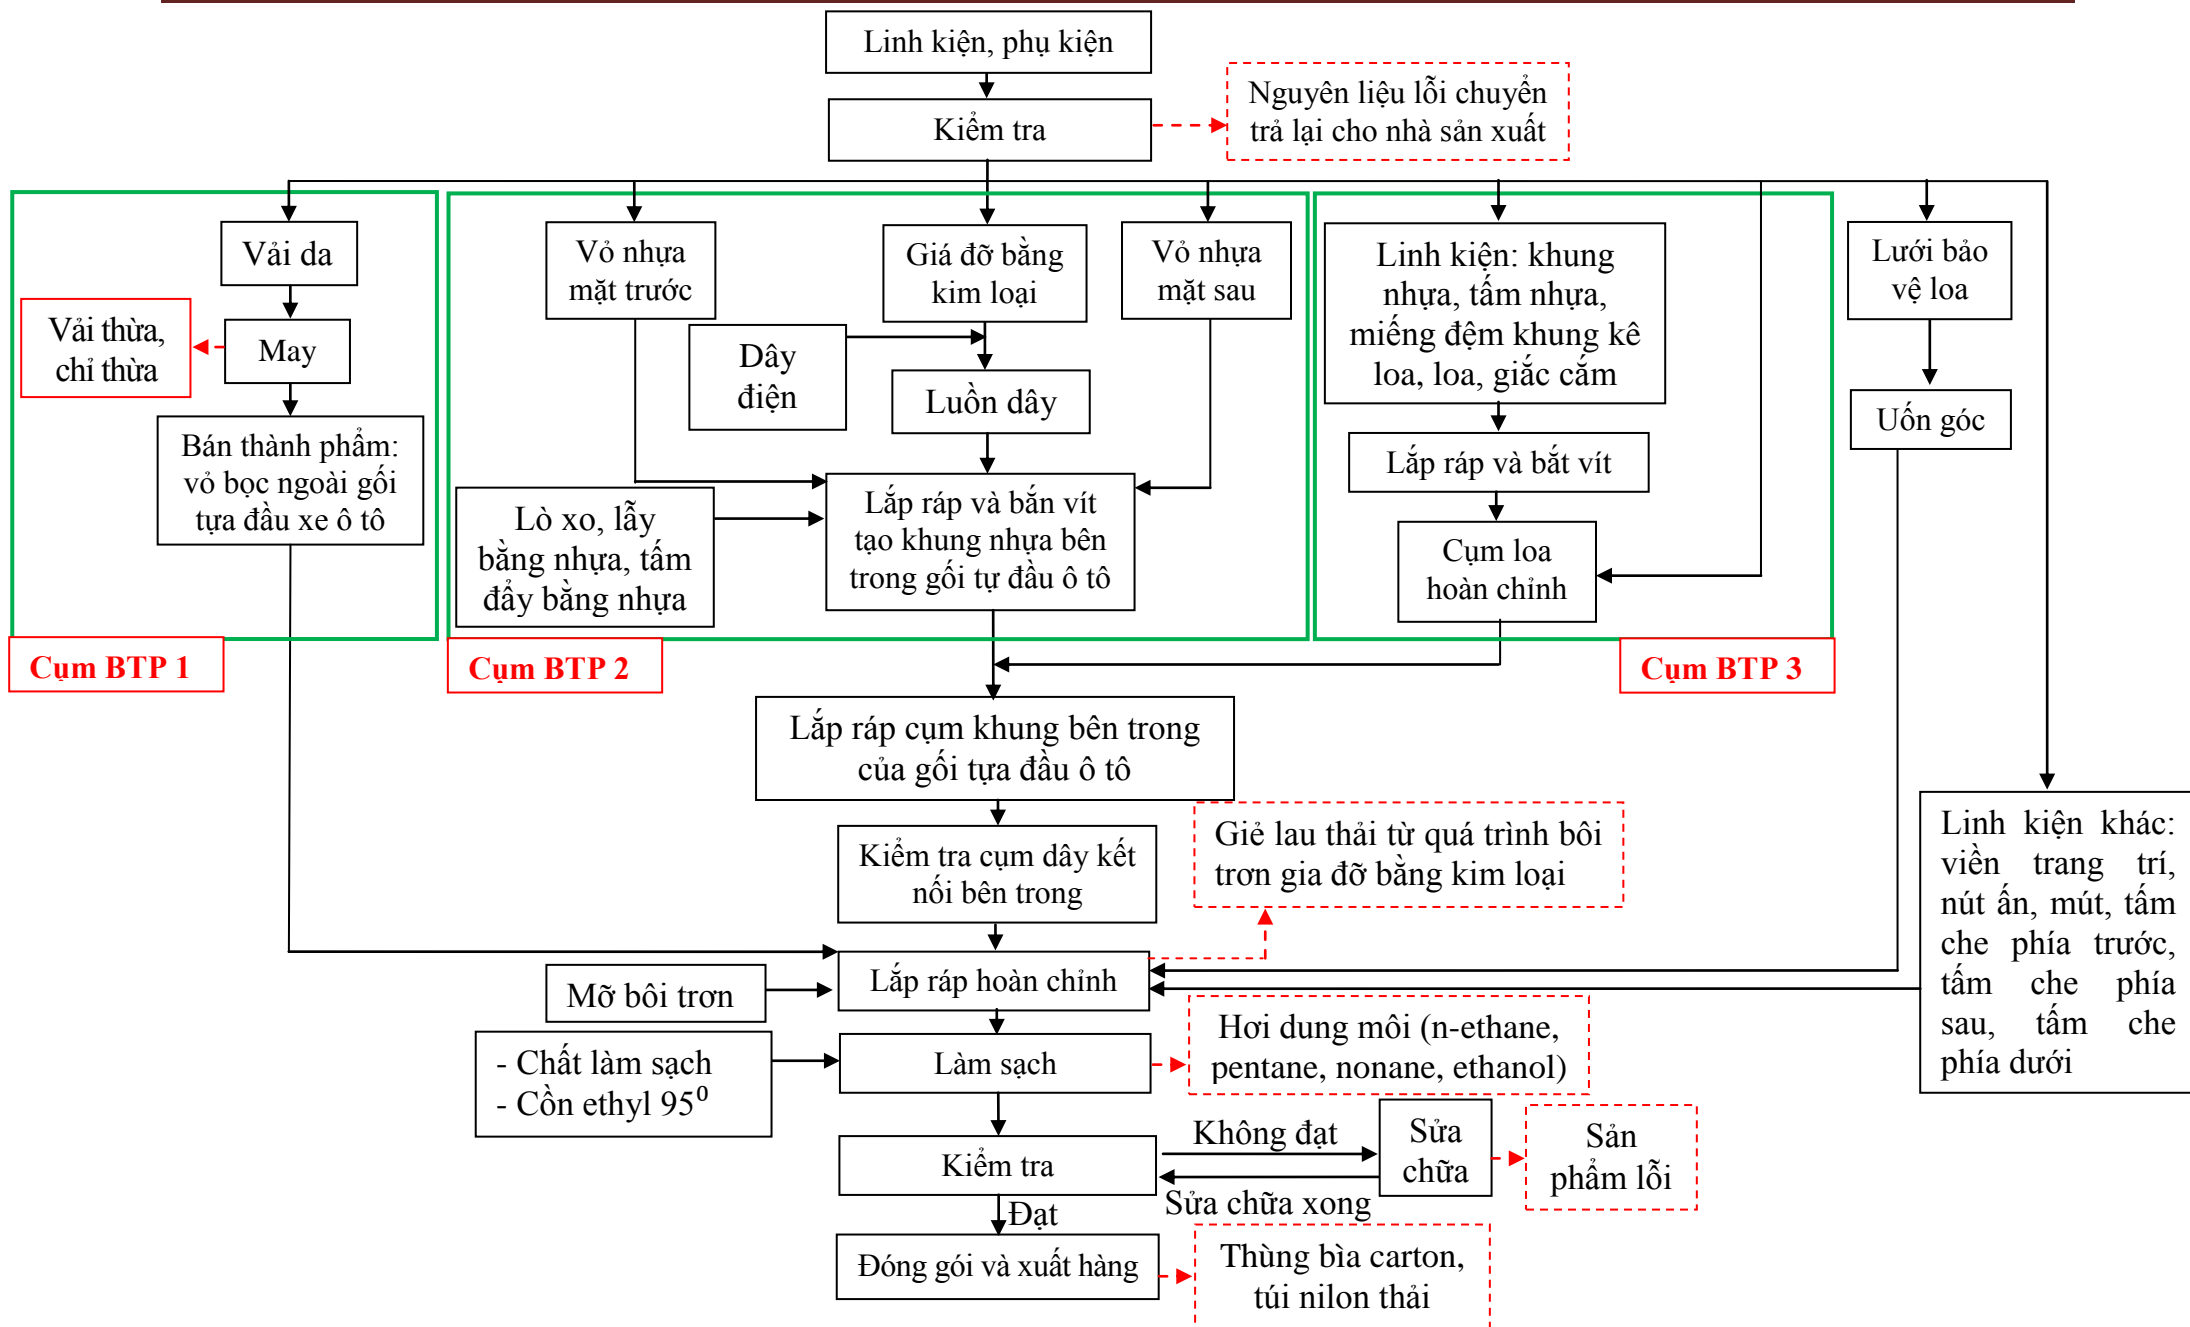 Linh kiện, phụ kiện
Kiểm tra
Nguyên liệu lỗi chuyển
trả lại cho nhà sản xuất
Vải da
May
Vải thừa,
chỉ thừa
Bán thành phẩm:
vỏ bọc ngoài gối
tựa đầu xe ô tô
Cụm BTP 1
Vỏ nhựa
mặt trước
Giá đỡ bằng
kim loại
Vỏ nhựa
mặt sau
Dây
điện
Luồn dây
Lò xo, lẫy
bằng nhựa, tấm
đẩy bằng nhựa
Lắp ráp và bắn vít
tạo khung nhựa bên
trong gối tự đầu ô tô
Cụm BTP 2
Linh kiện: khung
nhựa, tấm nhựa,
miếng đệm khung kê
loa, loa, giắc cắm
Lắp ráp và bắt vít
Cụm loa
hoàn chỉnh
Cụm BTP 3
Lưới bảo
vệ loa
Uốn góc
Lắp ráp cụm khung bên trong
của gối tựa đầu ô tô
Kiểm tra cụm dây kết
nối bên trong
Giẻ lau thải từ quá trình bôi
trơn gia đỡ bằng kim loại
Linh kiện khác:
viền trang trí,
nút ấn, mút, tấm
che phía trước,
tấm che phía
sau, tấm che
phía dưới
Mỡ bôi trơn
Lắp ráp hoàn chỉnh
- Chất làm sạch
- Cồn ethyl 95⁰
Làm sạch
Hơi dung môi (n-ethane,
pentane, nonane, ethanol)
Kiểm tra
Không đạt
Sửa chữa xong
Sửa
chữa
Sản
phẩm lỗi
Đạt
Đóng gói và xuất hàng
Thùng bìa carton,
túi nilon thải